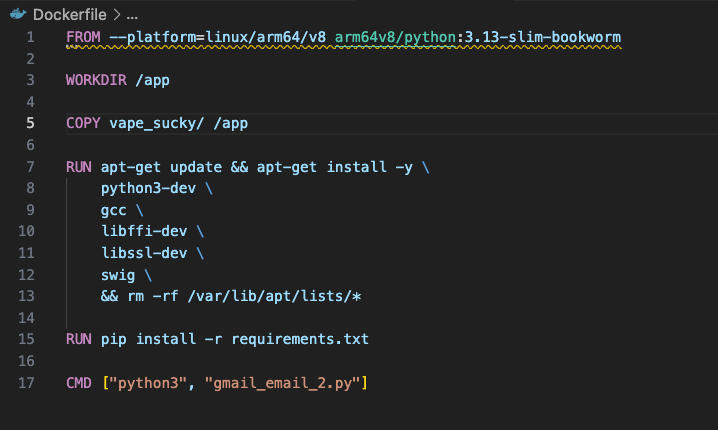 Dockerfile > ...
1 FROM --platform=linux/arm64/v8 arm64v8/python:3.13-slim-bookworm
2
3 WORKDIR /app
4
5 COPY vape_sucky/ /app
6
7 RUN apt-get update && apt-get install -y \
8 python3-dev \
9 gcc \
10 libffi-dev \
11 libssl-dev \
12 swig \
13 && rm -rf /var/lib/apt/lists/*
14
15 RUN pip install -r requirements.txt
16
17 CMD ["python3", "gmail_email_2.py"]